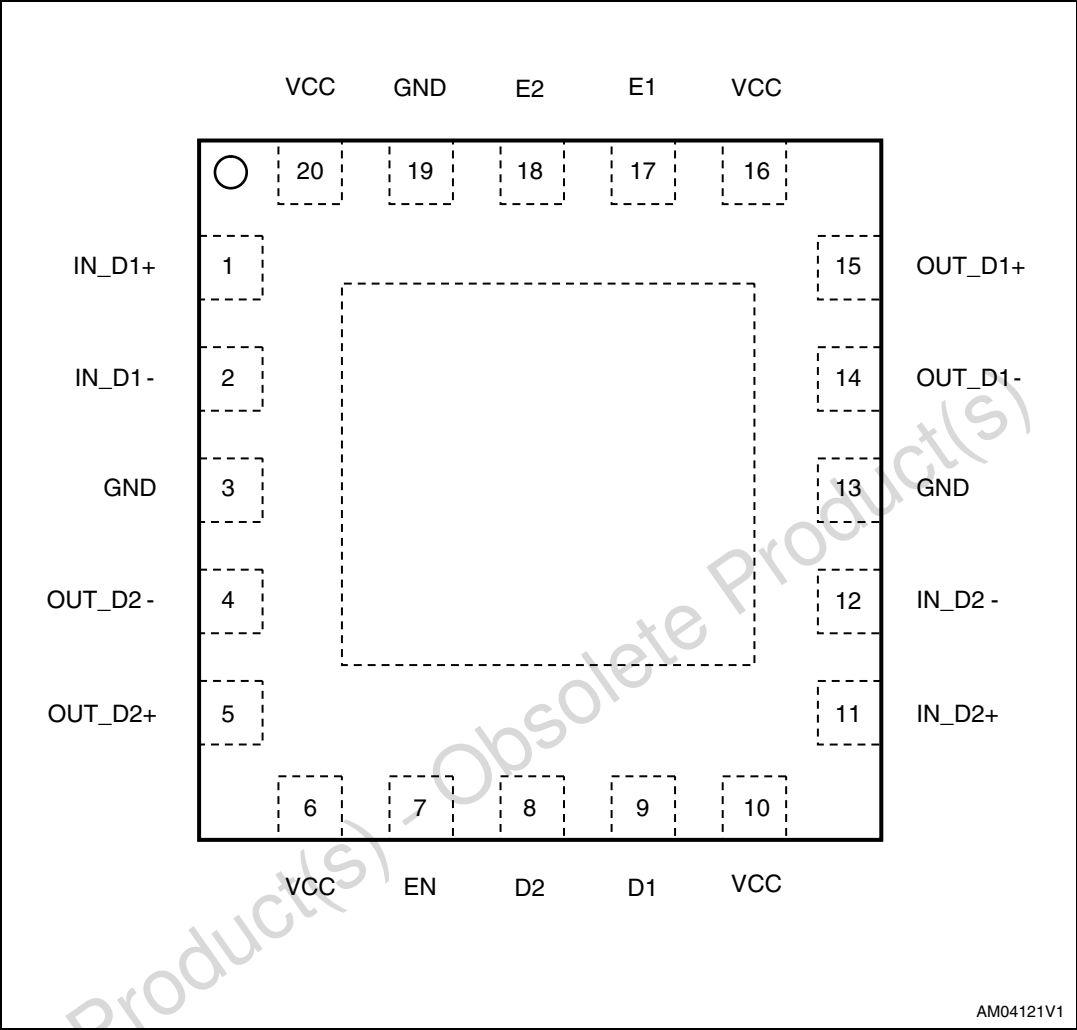 VCC GND E2 E1 VCC
20 19 18 17 16
IN_D1+ 1 15 OUT_D1+
IN_D1 - 2 14 OUT_D1-
GND 3 13 GND
OUT_D2 - 4 12 IN_D2 -
OUT_D2+ 5 11 IN_D2+
6 7 8 9 10
VCC EN D2 D1 VCC
Product(s) - Obsolete Product(s)
AM04121V1